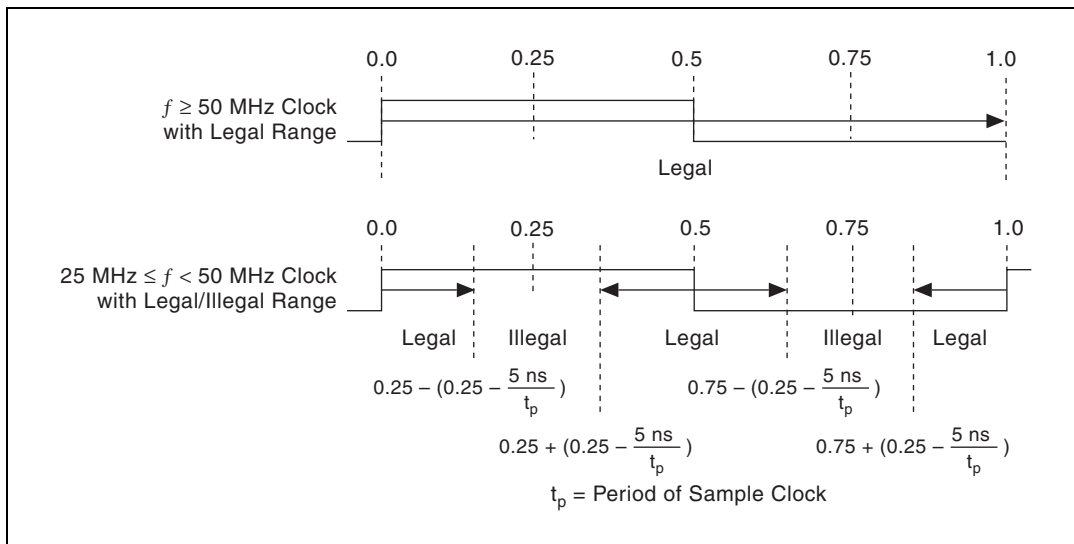 0.0 0.25 0.5 0.75 1.0
f ≥ 50 MHz Clock
with Legal Range
Legal
0.0 0.25 0.5 0.75 1.0
25 MHz ≤ f < 50 MHz Clock
with Legal/Illegal Range
Legal Illegal Legal Illegal Legal
0.25 – (0.25 - 5 ns / tp ) 0.75 – (0.25 - 5 ns / tp )
0.25 + (0.25 - 5 ns / tp ) 0.75 + (0.25 - 5 ns / tp )
tp = Period of Sample Clock